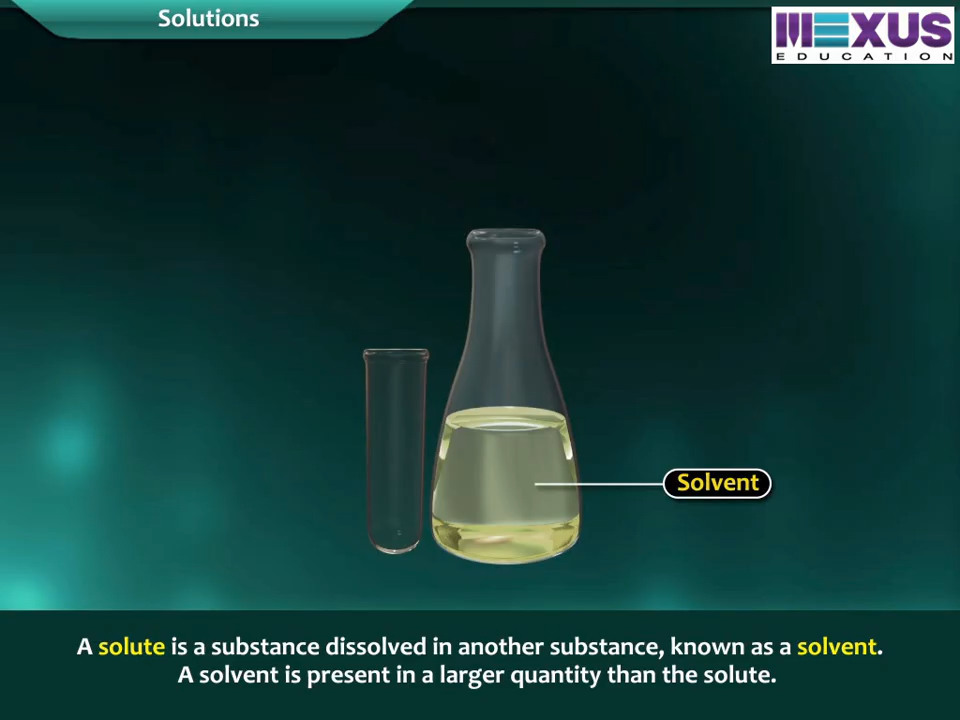 Solutions
MEXUS
EDUCATION
Solvent
A solute is a substance dissolved in another substance, known as a solvent.
A solvent is present in a larger quantity than the solute.